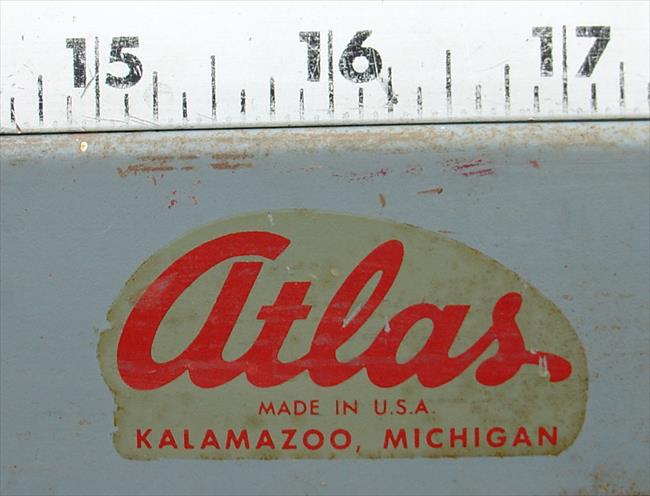 15 16 17
Atlas
MADE IN U.S.A.
KALAMAZOO, MICHIGAN